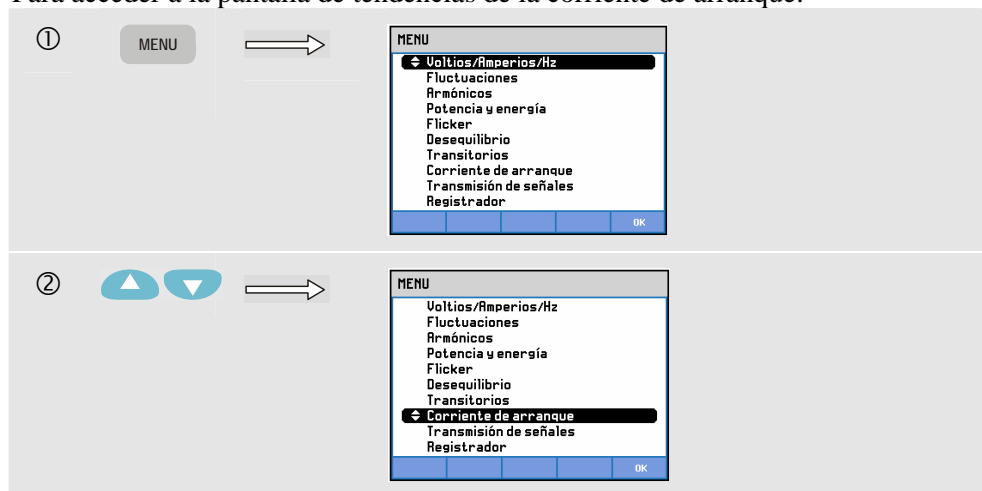 Para acceder a la pantalla de tendencias de la corriente de arranque:
①
MENU
MENU
Voltios/Amperios/Hz
Fluctuaciones
Armónicos
Potencia y energía
Flicker
Desequilibrio
Transitorios
Corriente de arranque
Transmisión de señales
Registrador
OK
②
MENU
Voltios/Amperios/Hz
Fluctuaciones
Armónicos
Potencia y energía
Flicker
Desequilibrio
Transitorios
Corriente de arranque
Transmisión de señales
Registrador
OK